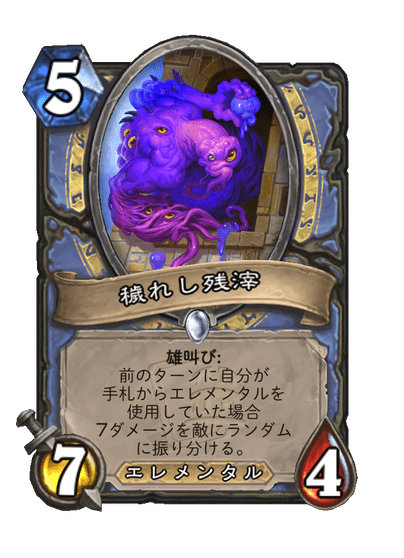 5
穢れし残滓
雄叫び:
前のターンに自分が
手札からエレメンタルを
使用していた場合
7ダメージを敵にランダム
に振り分ける。
エレメンタル
7
4